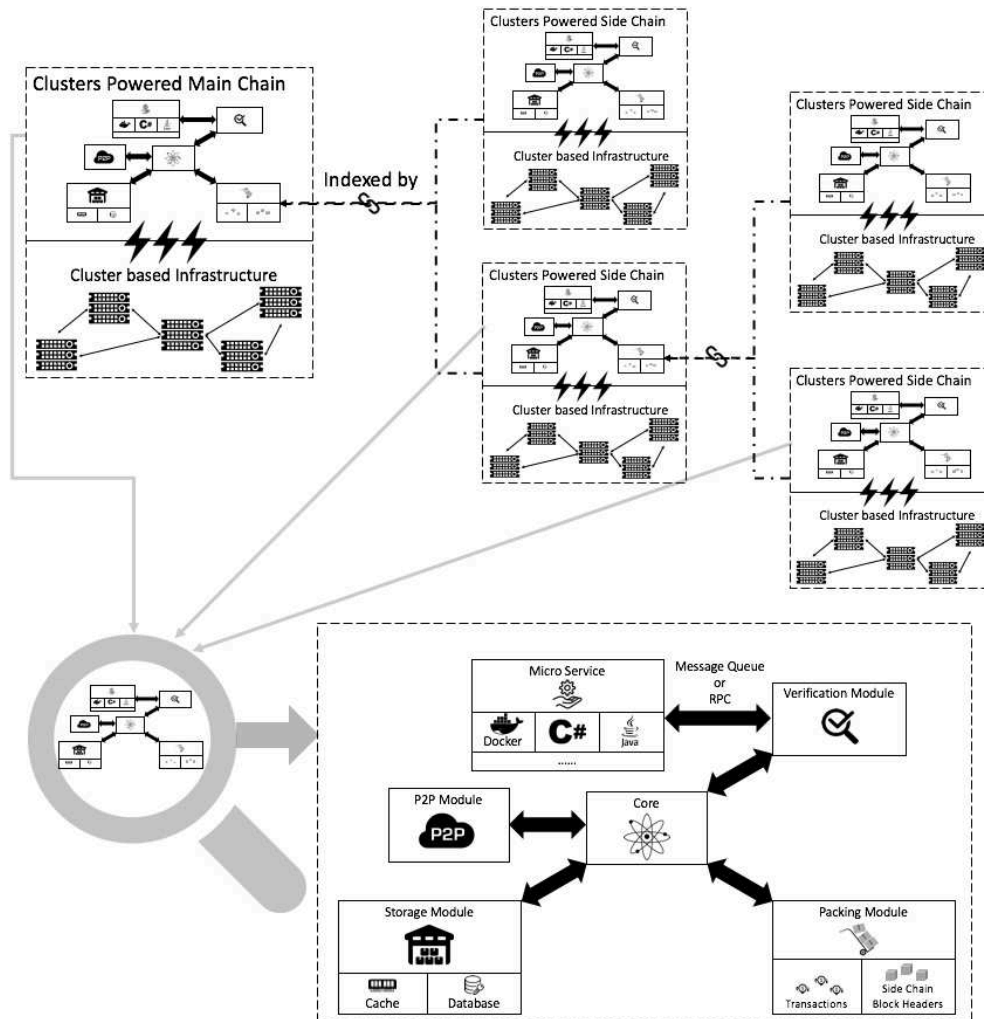 Clusters Powered Side Chain
Cluster based Infrastructure
Clusters Powered Main Chain
C#
P2P
Cluster based Infrastructure
Indexed by
Clusters Powered Side Chain
Cluster based Infrastructure
Clusters Powered Side Chain
Cluster based Infrastructure
Clusters Powered Side Chain
Cluster based Infrastructure
Micro Service
Docker
C#
Java
......
Message Queue
or
RPC
Verification Module
P2P Module
P2P
Core
Storage Module
Cache
Database
Packing Module
Transactions
Side Chain
Block Headers